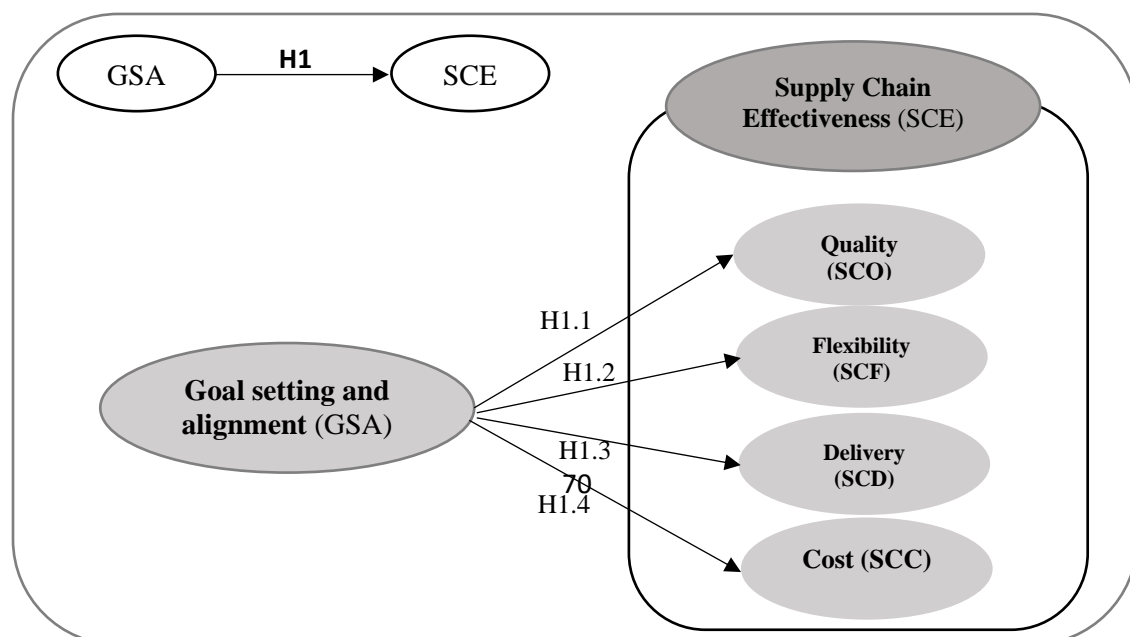 GSA
H1
SCE
Supply Chain
Effectiveness (SCE)
Quality
(SCO)
H1.1
Flexibility
(SCF)
H1.2
Goal setting and
alignment (GSA)
H1.3
Delivery
(SCD)
70
H1.4
Cost (SCC)